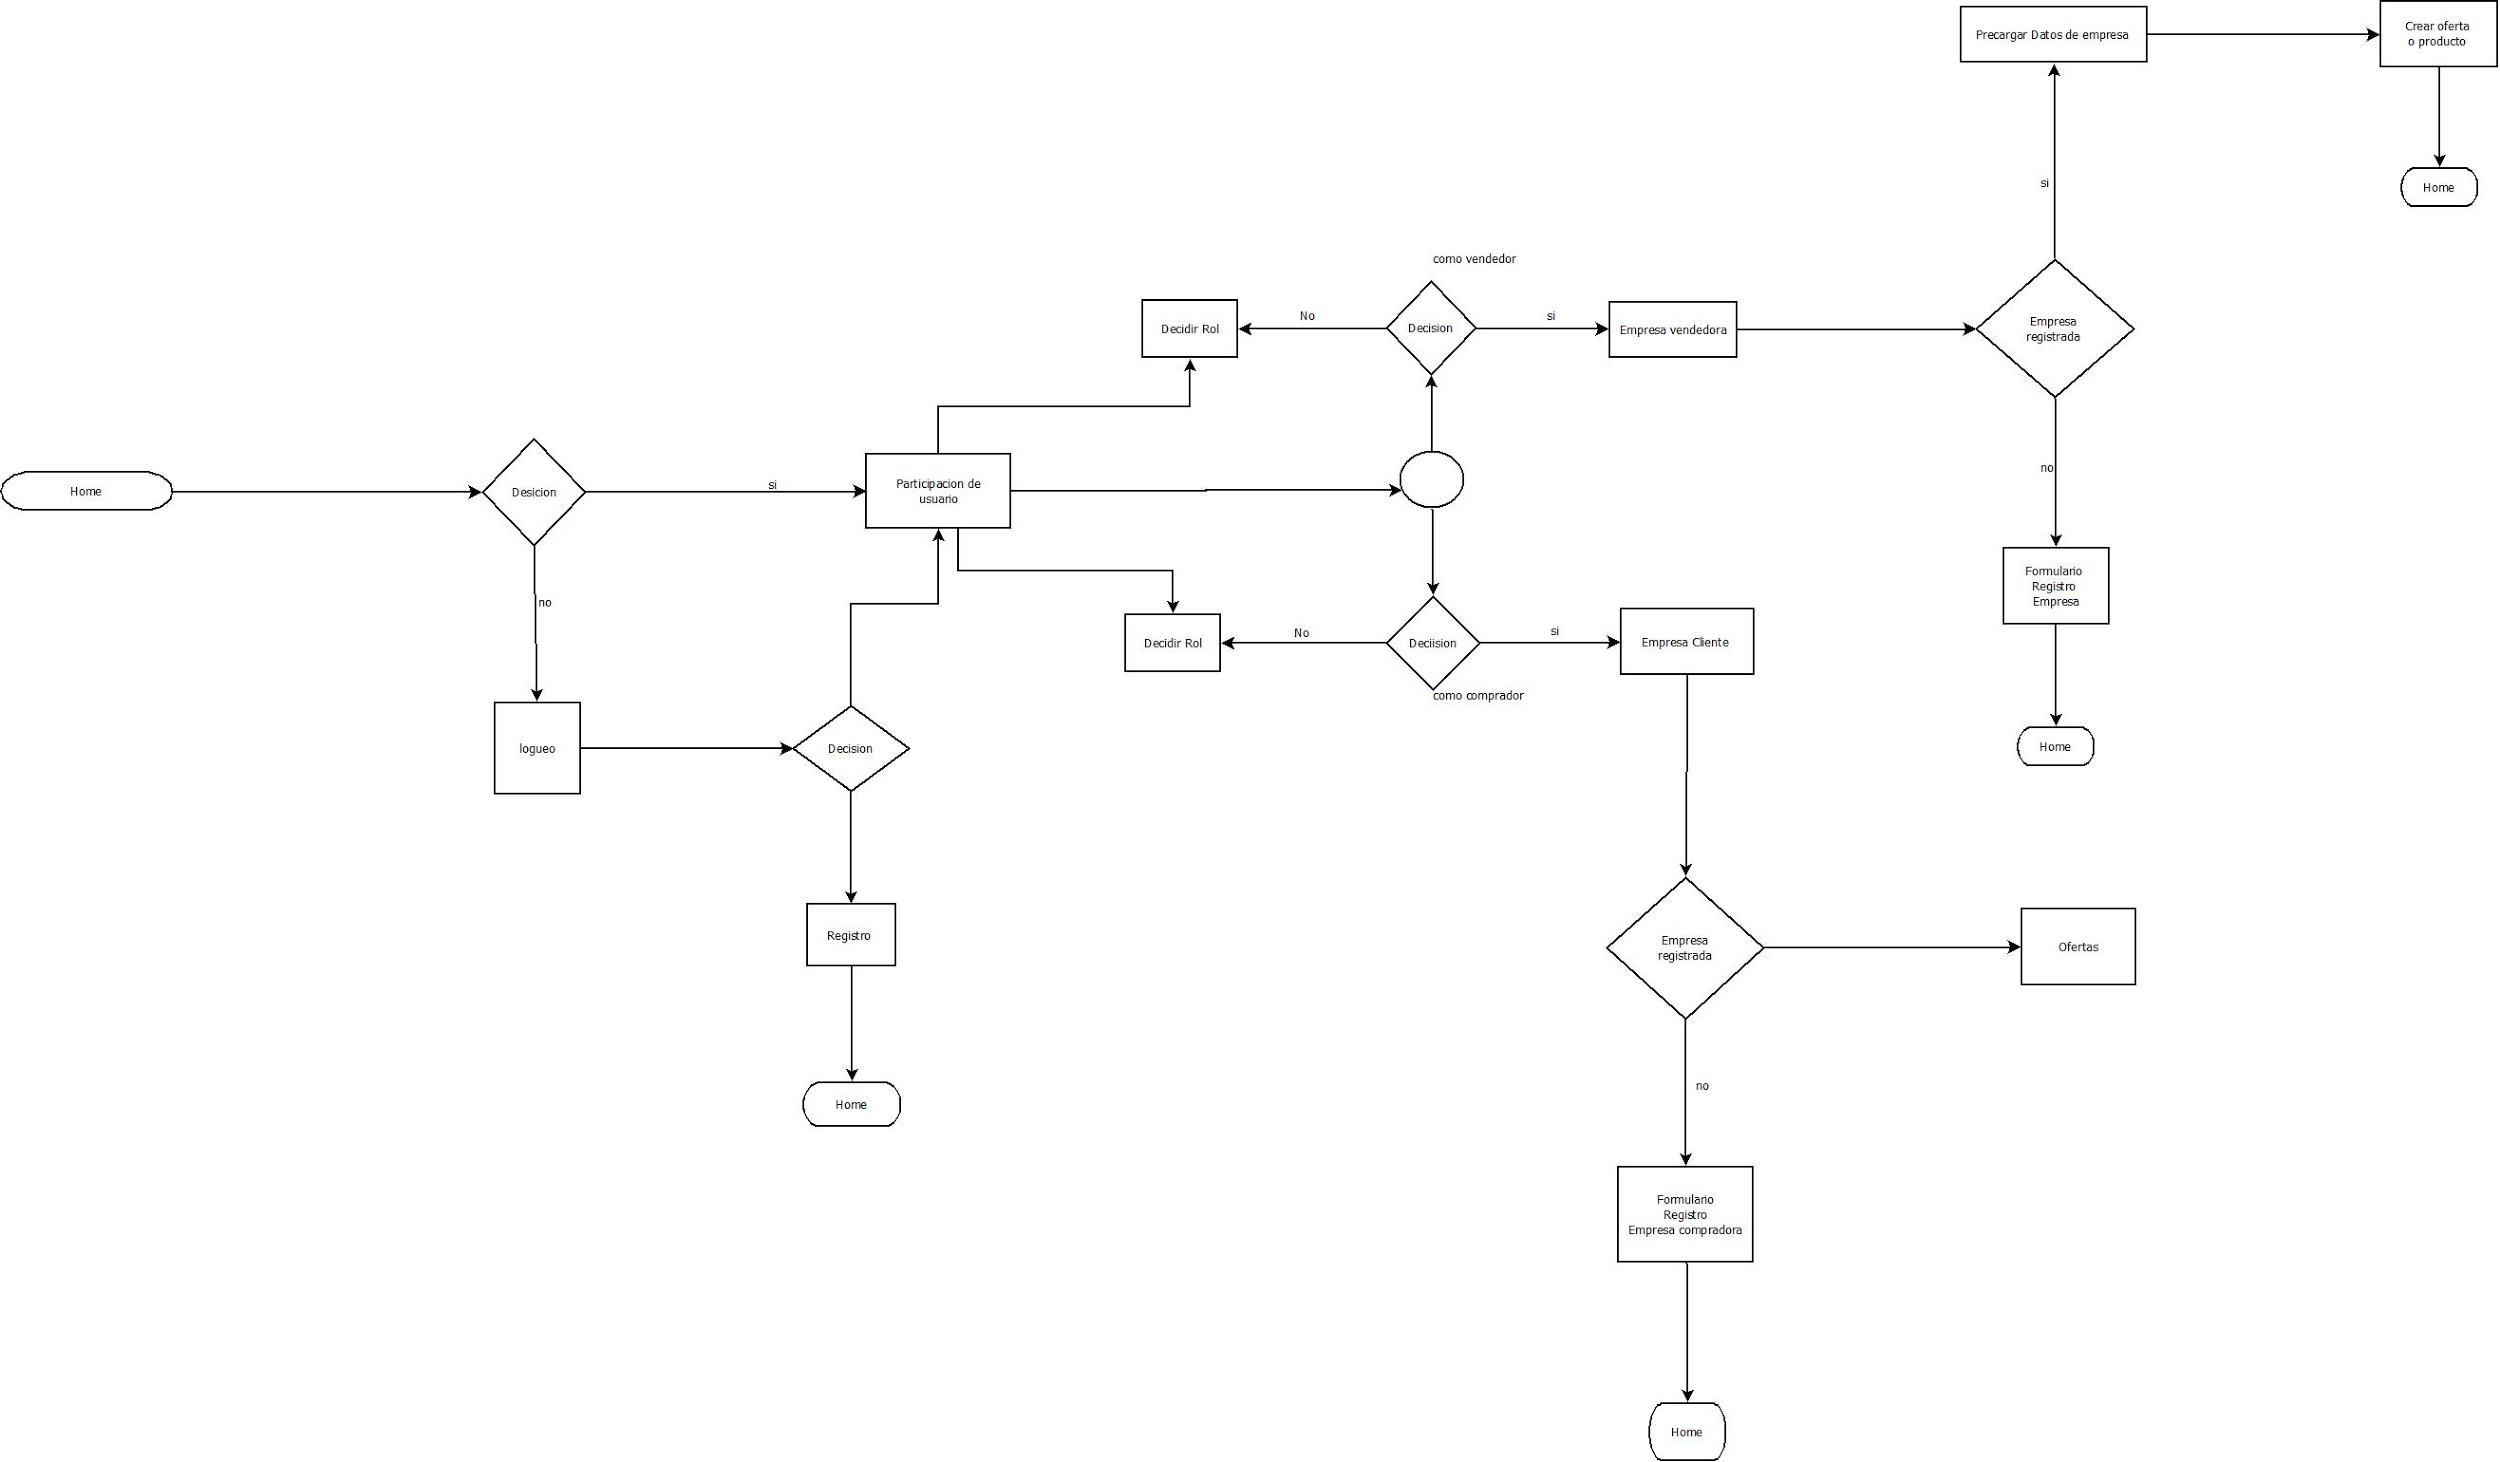 Precargar Datos de empresa
Crear oferta
o producto
si
Home
como vendedor
Decidir Rol
No
Decision
si
Empresa vendedora
Empresa
registrada
Home
Desicion
si
Participacion de
usuario
no
Formulario
Registro
Empresa
no
Decidir Rol
No
Deciision
si
Empresa Cliente
como comprador
logueo
Decision
Home
Registro
Empresa
registrada
Ofertas
Home
no
Formulario
Registro
Empresa compradora
Home